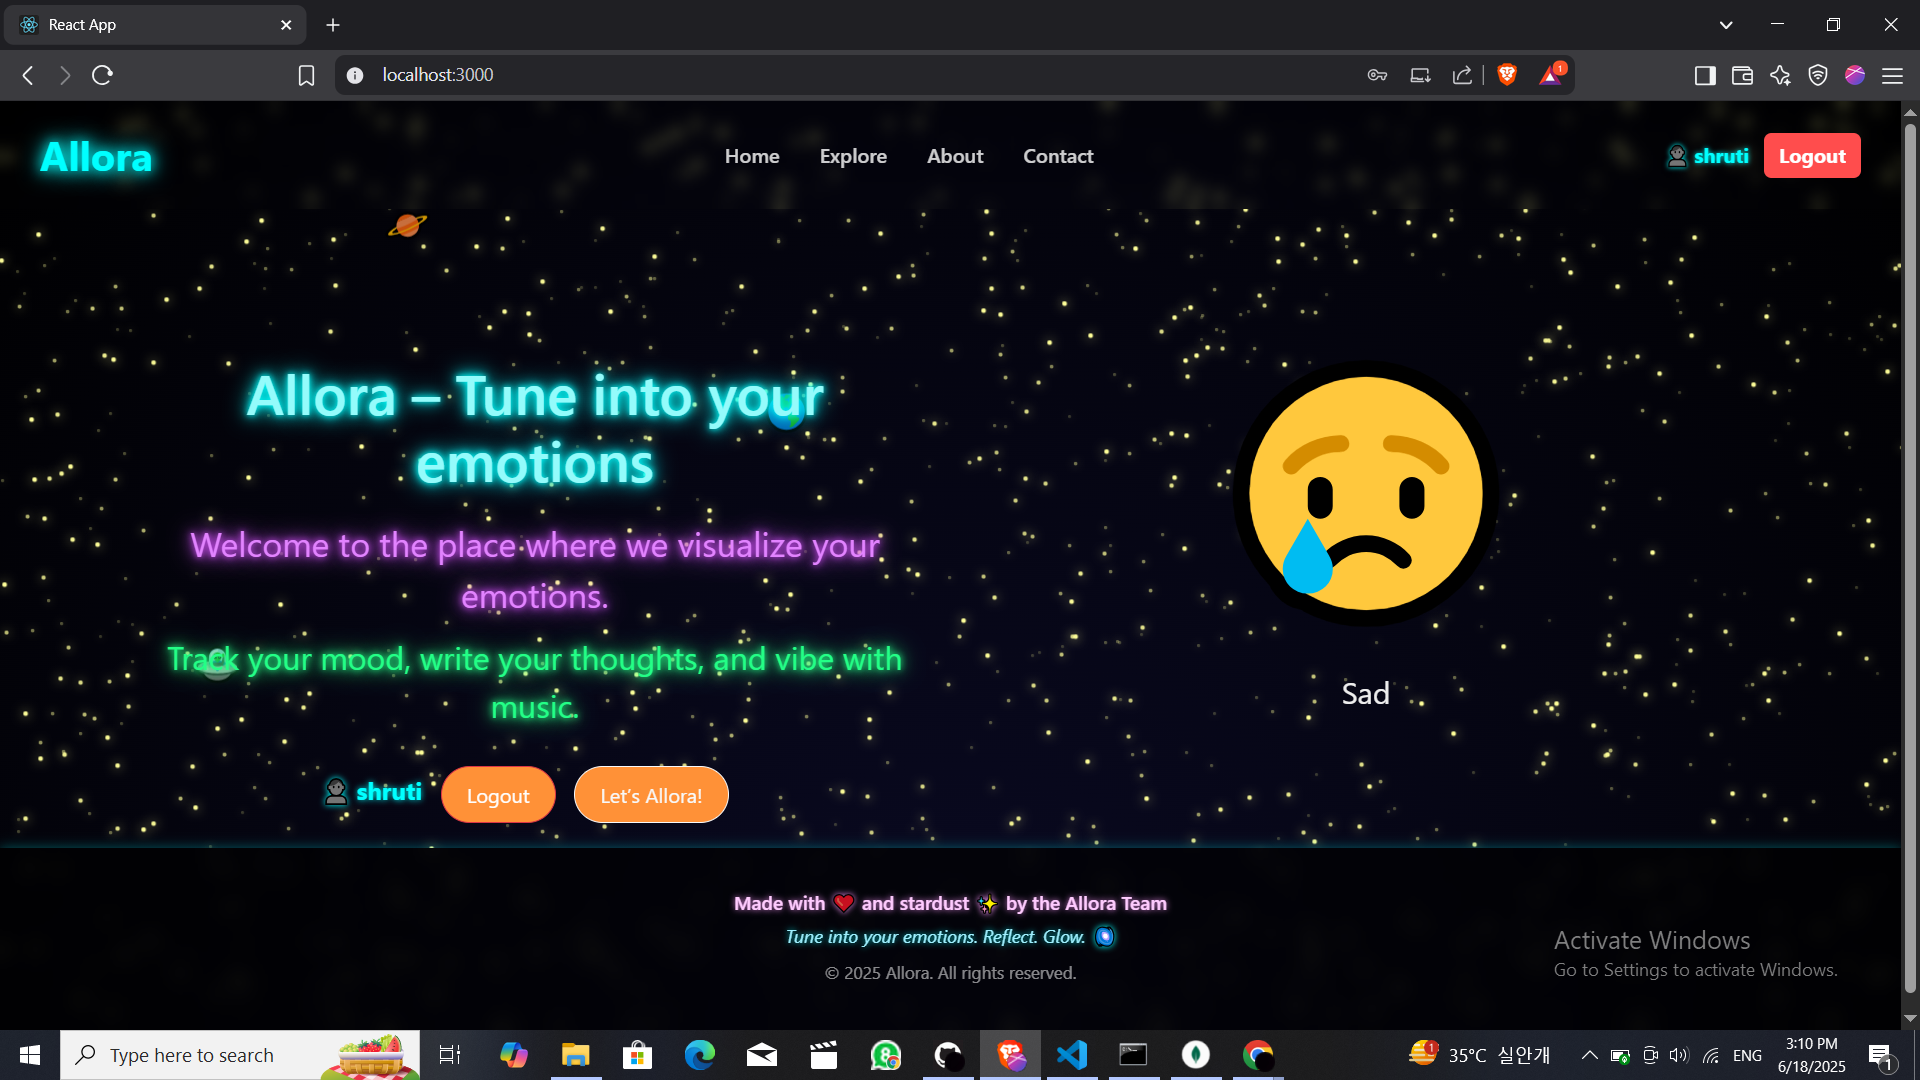 React App
localhost:3000
1
Allora
Home Explore About Contact
shruti Logout
Allora – Tune into your
emotions
Welcome to the place where we visualize your
emotions.
Track your mood, write your thoughts, and vibe with
music.
shruti Logout Let's Allora!
Sad
Made with ❤️ and stardust ✨ by the Allora Team
Tune into your emotions. Reflect. Glow.
© 2025 Allora. All rights reserved.
Activate Windows
Go to Settings to activate Windows.
Type here to search
1
35°C 실안개
ENG
3:10 PM
6/18/2025
1